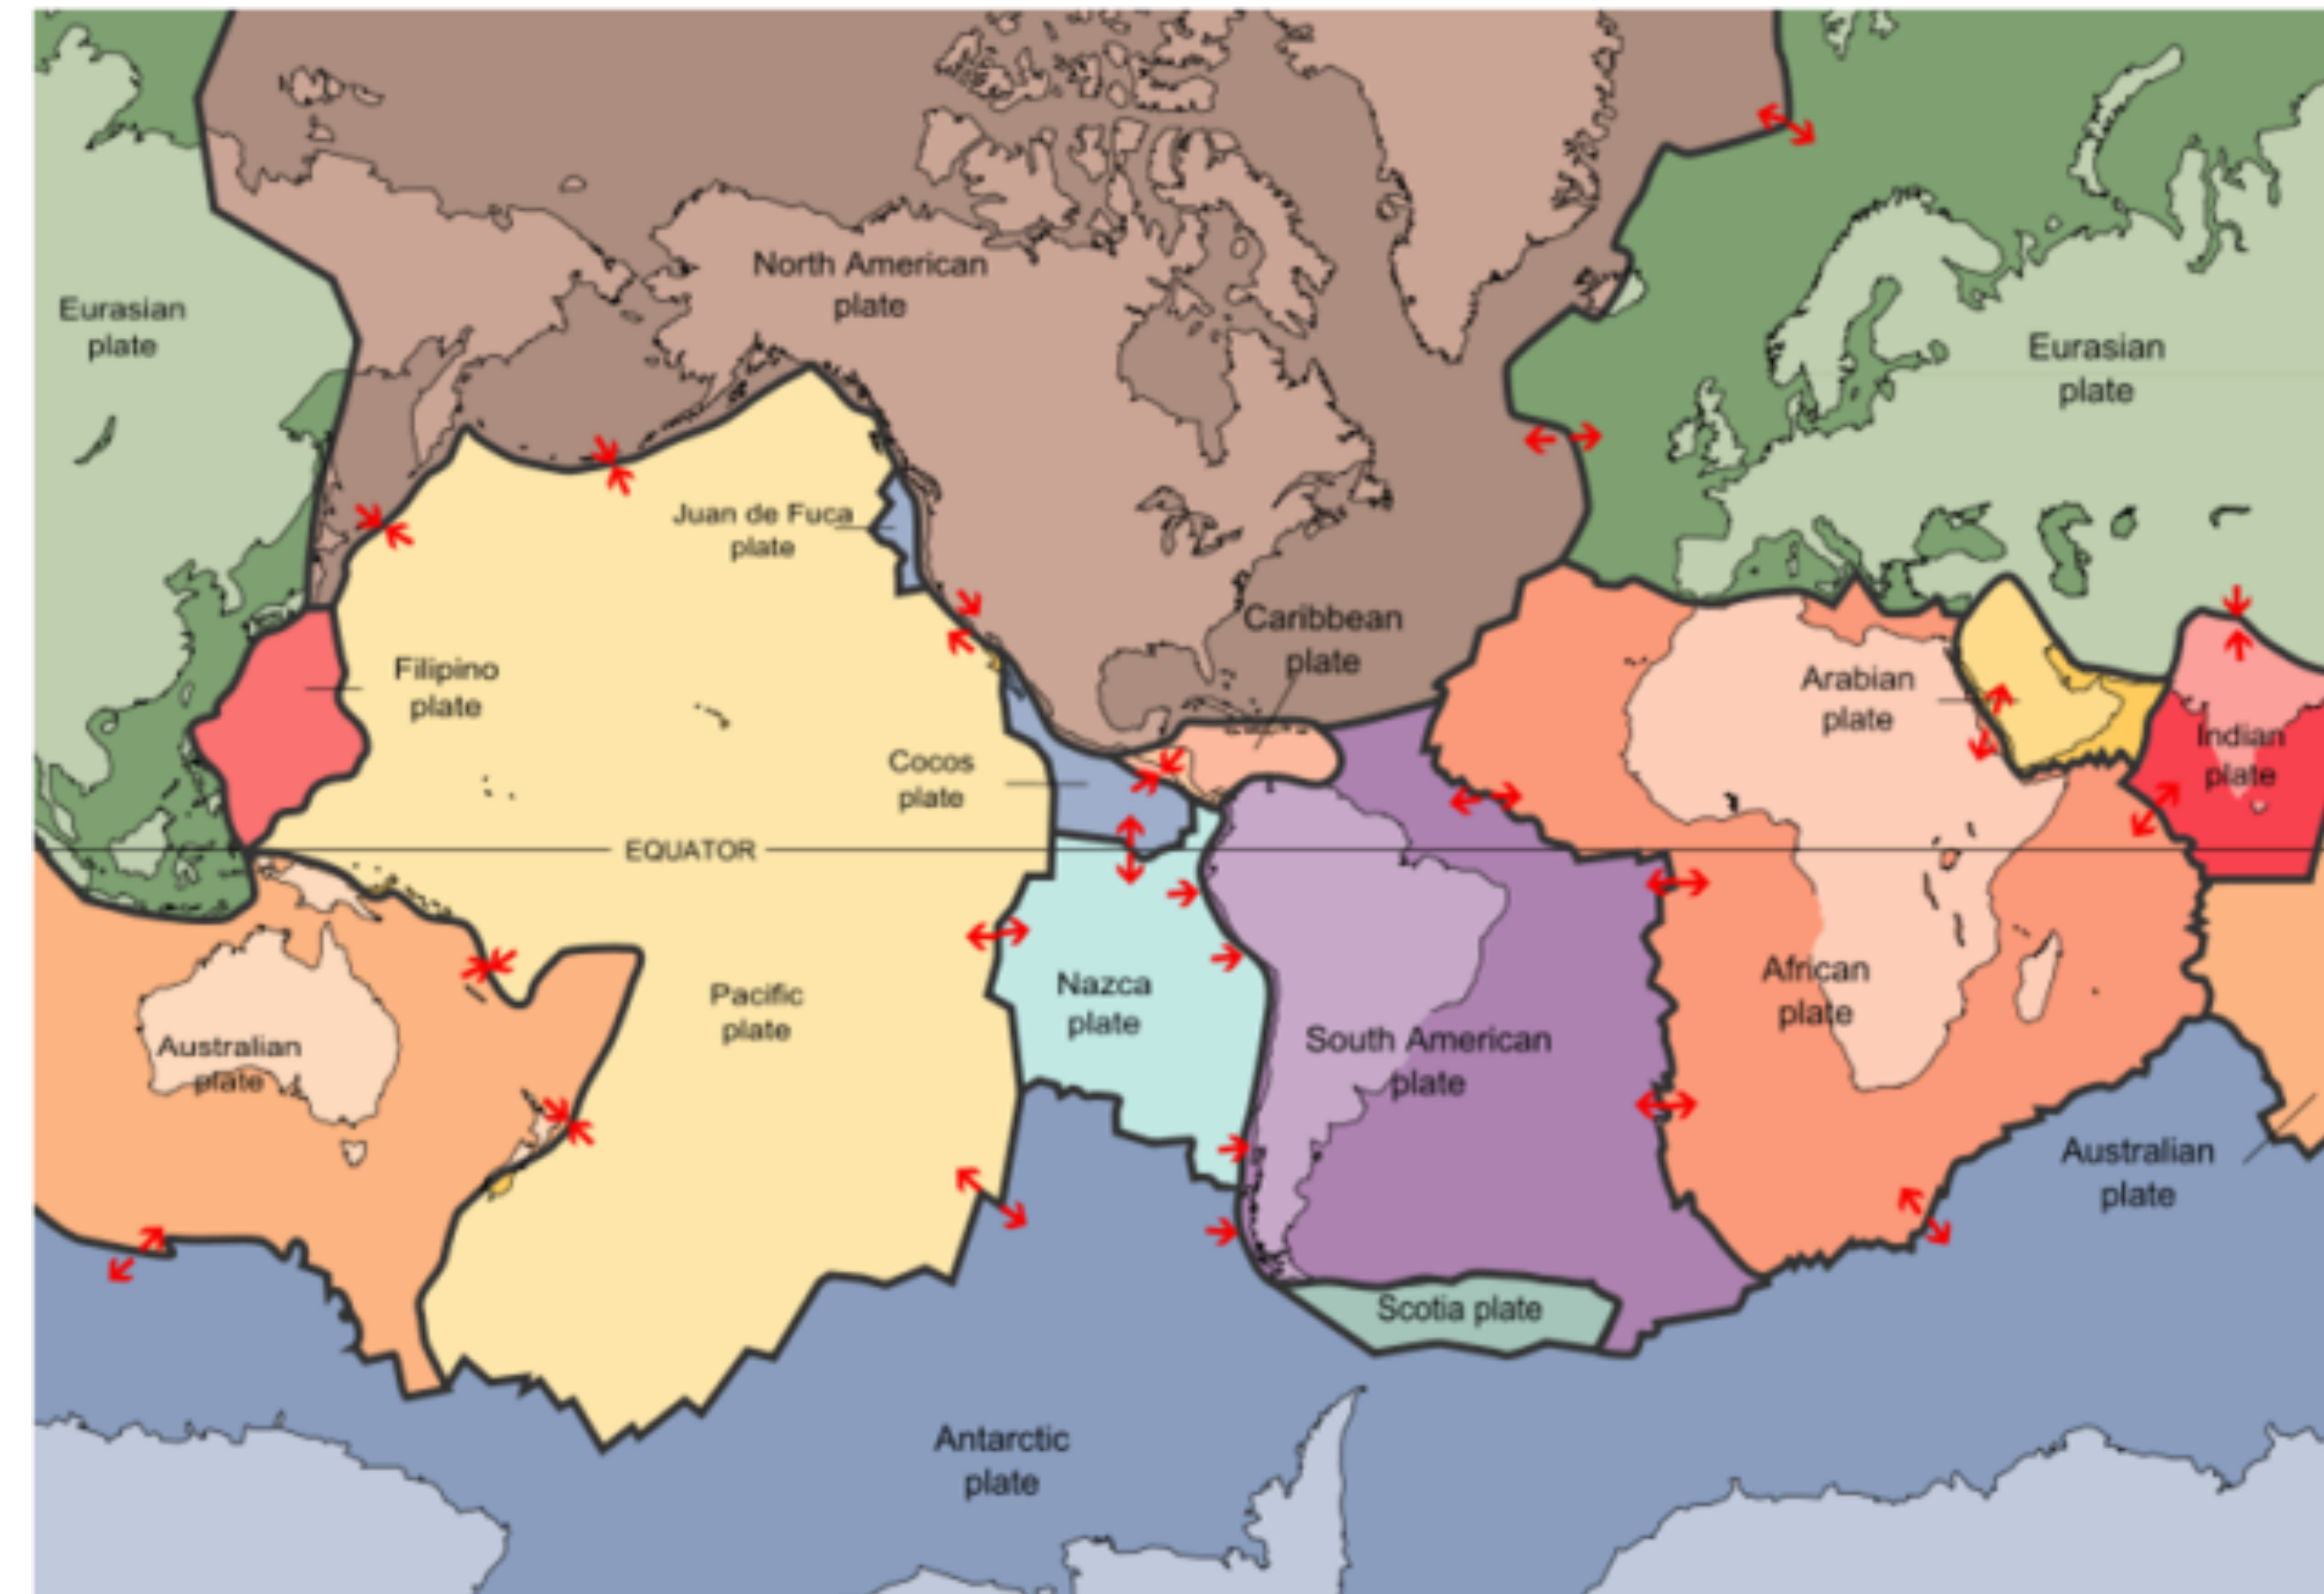 North American
plate
Eurasian
plate
Eurasian
plate
Juan de Fuca
plate
Caribbean
plate
Filipino
plate
Arabian
plate
Indian
plate
Cocos
plate
EQUATOR
African
plate
Nazca
plate
Pacific
plate
South American
plate
Australian
plate
Australian
plate
Scotia plate
Antarctic
plate